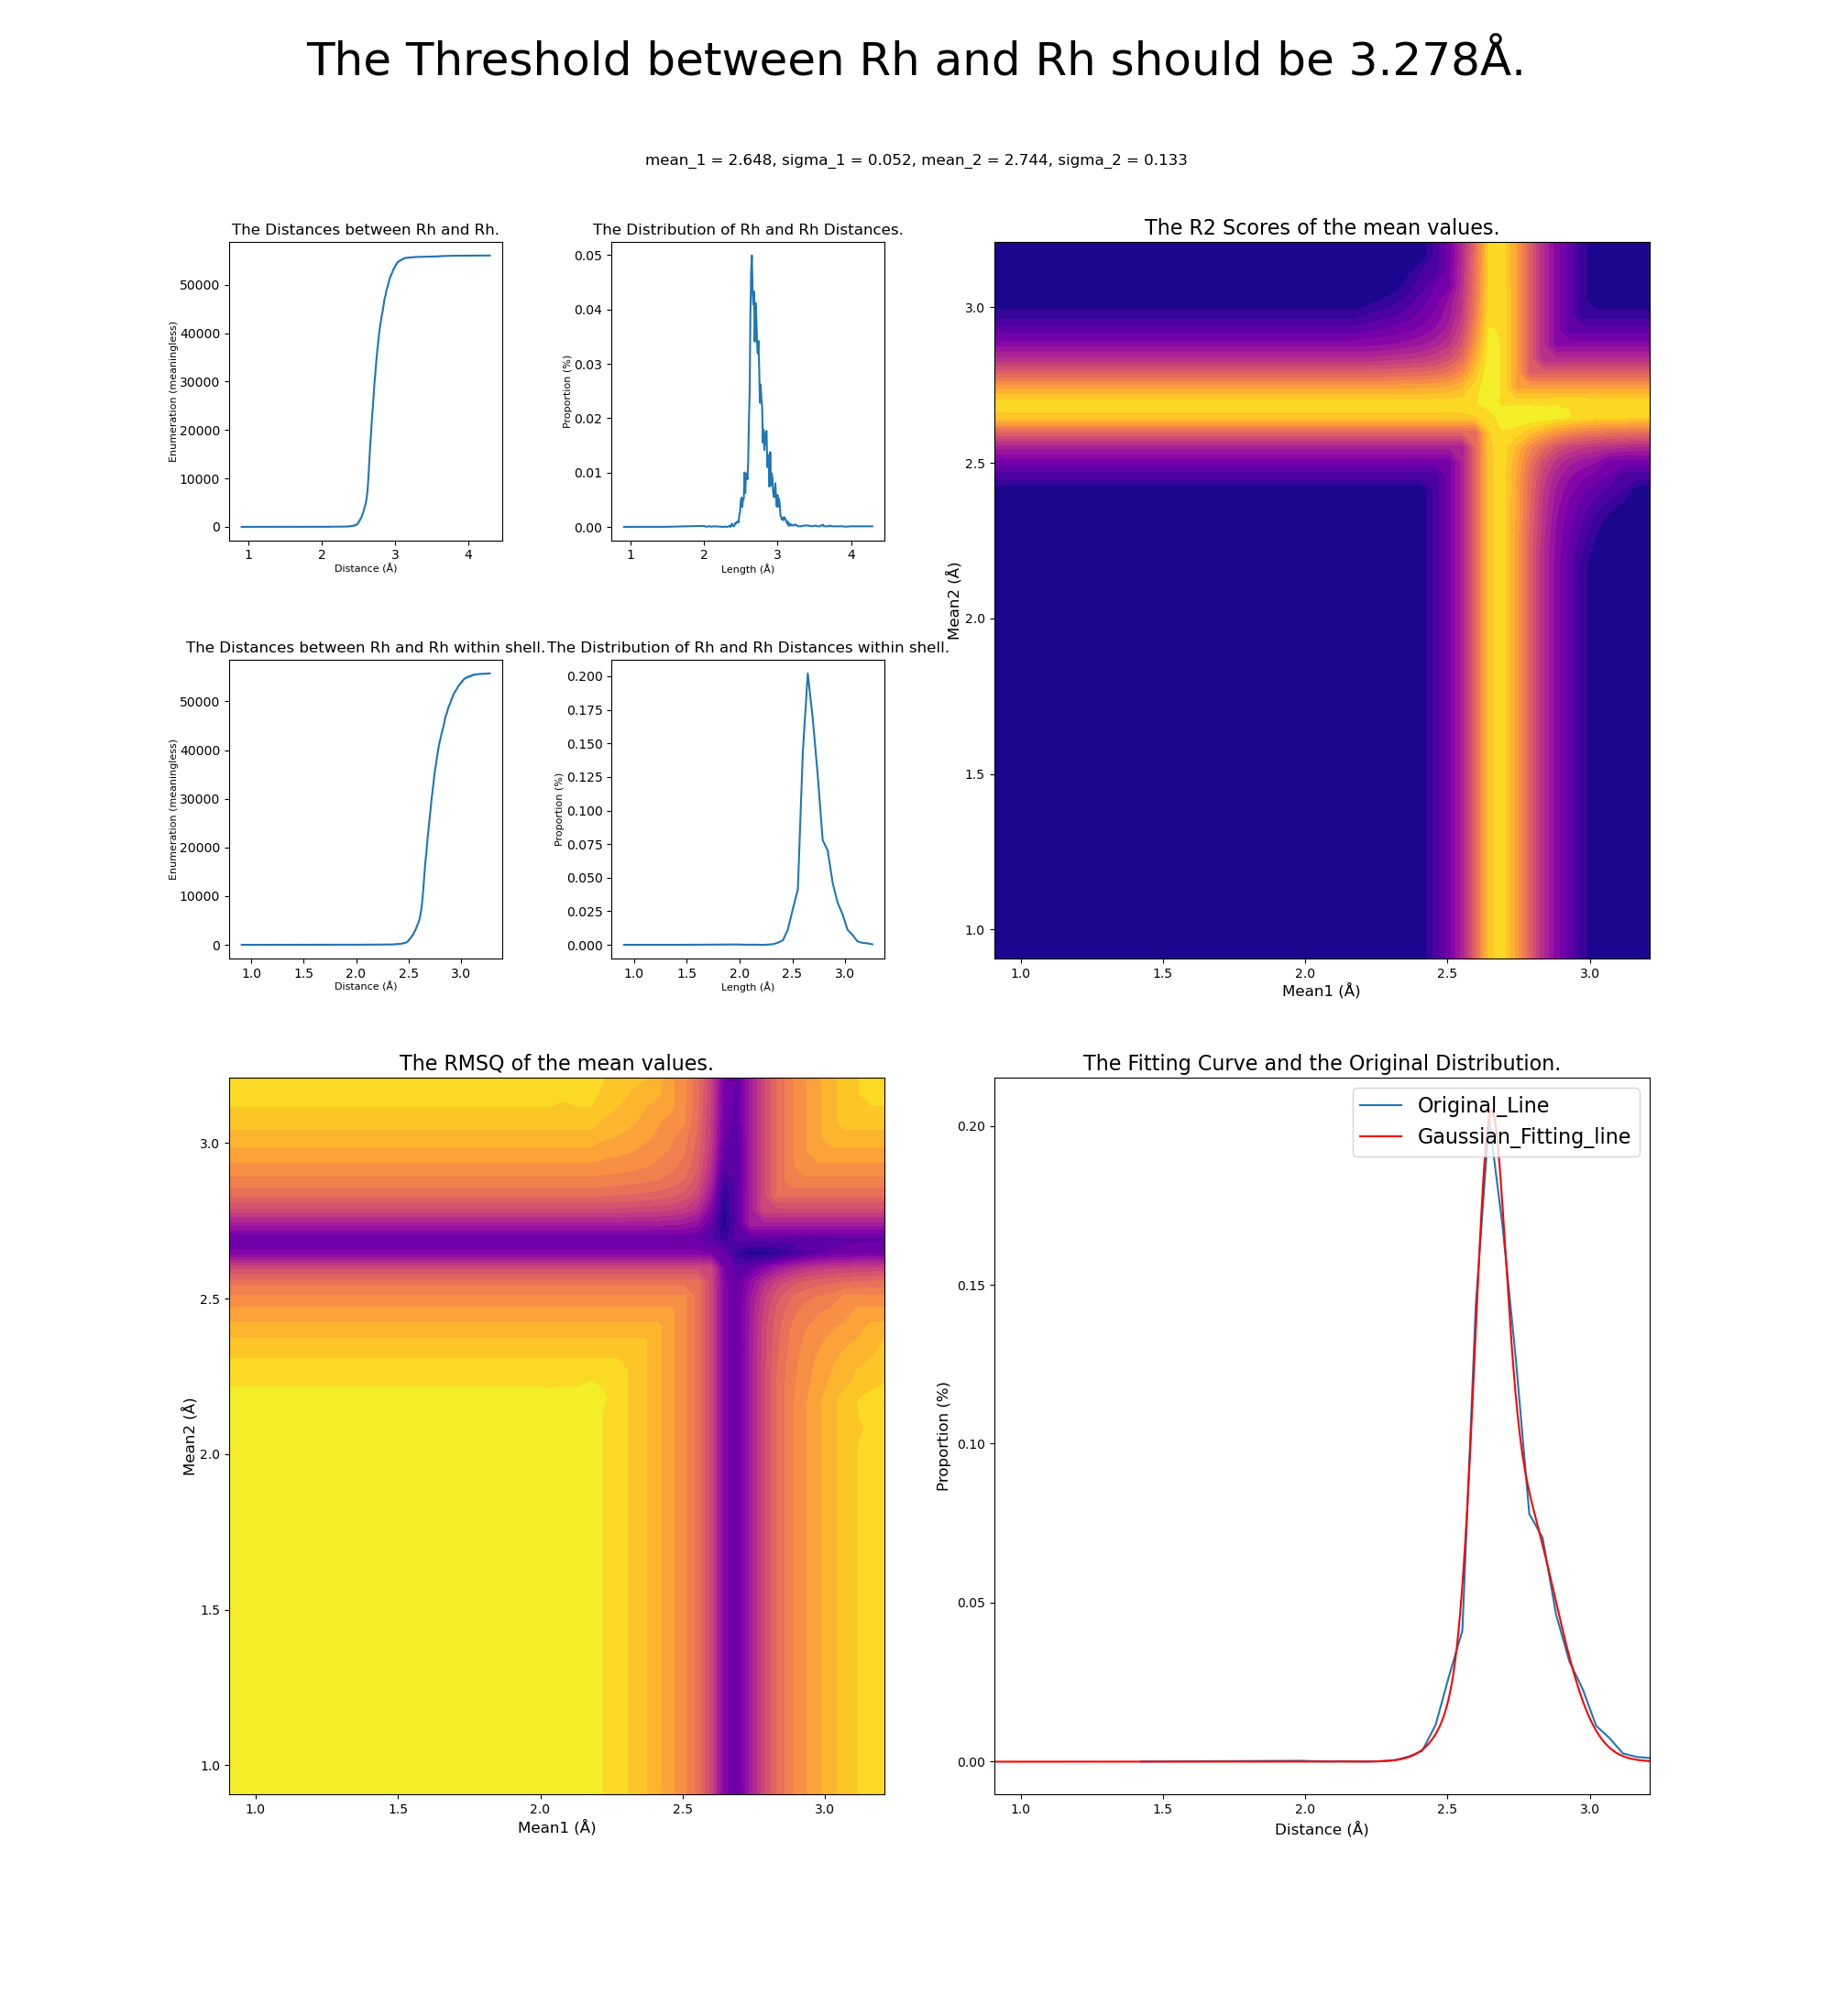 The Threshold between Rh and Rh should be 3.278Å.
mean_1 = 2.648, sigma_1 = 0.052, mean_2 = 2.744, sigma_2 = 0.133
The Distances between Rh and Rh.
Enumeration (meaningless)
50000
40000
30000
20000
10000
0
1 2 3 4
Distance (Å)
The Distribution of Rh and Rh Distances.
Proportion (%)
0.05
0.04
0.03
0.02
0.01
0.00
1 2 3 4
Length (Å)
The R2 Scores of the mean values.
Mean2 (Å)
3.0
2.5
2.0
1.5
1.0
1.0 1.5 2.0 2.5 3.0
Mean1 (Å)
The Distances between Rh and Rh within shell.
Enumeration (meaningless)
50000
40000
30000
20000
10000
0
1.0 1.5 2.0 2.5 3.0
Distance (Å)
The Distribution of Rh and Rh Distances within shell.
Proportion (%)
0.200
0.175
0.150
0.125
0.100
0.075
0.050
0.025
0.000
1.0 1.5 2.0 2.5 3.0
Length (Å)
The RMSQ of the mean values.
Mean2 (Å)
3.0
2.5
2.0
1.5
1.0
1.0 1.5 2.0 2.5 3.0
Mean1 (Å)
The Fitting Curve and the Original Distribution.
Original_Line
Gaussian_Fitting_line
Proportion (%)
0.20
0.15
0.10
0.05
0.00
1.0 1.5 2.0 2.5 3.0
Distance (Å)